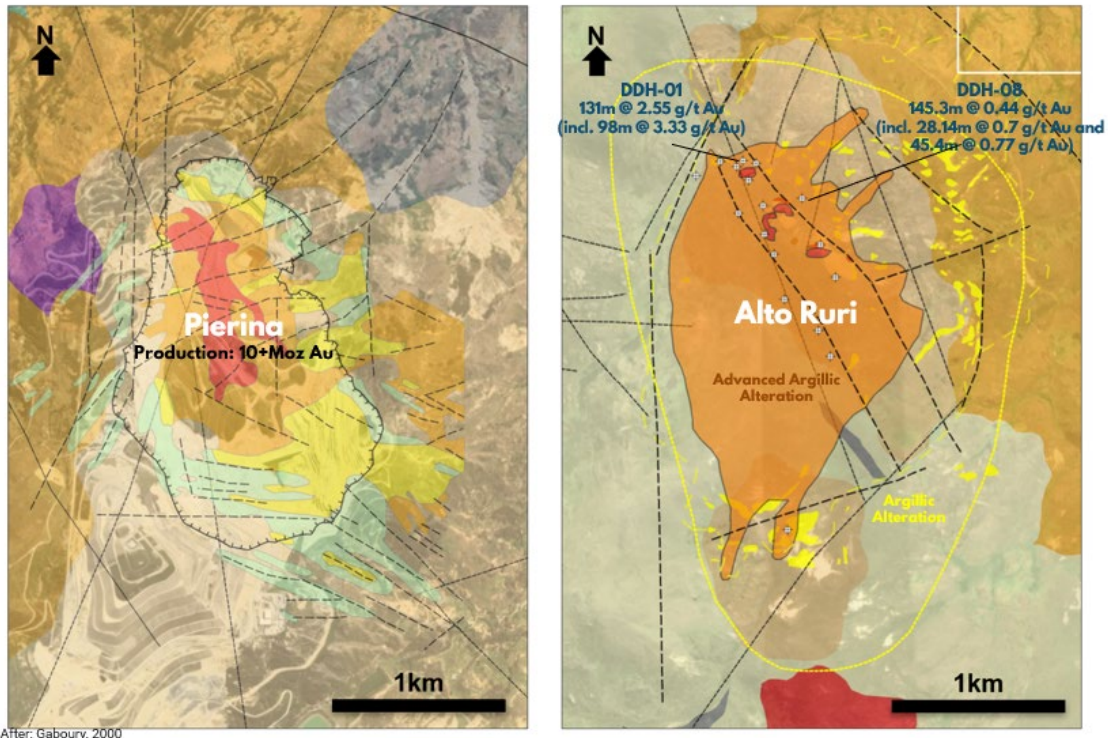 N
Pierina
Production: 10+Moz Au
1km
After: Gaboury, 2000
N
DDH-01
131m @ 2.55 g/t Au
(incl. 98m @ 3.33 g/t Au)
DDH-08
145.3m @ 0.44 g/t Au
(incl. 28.14m @ 0.7 g/t Au and
45.4m @ 0.77 g/t Au)
Alto Ruri
Advanced Argillic
Alteration
Argillic
Alteration
1km